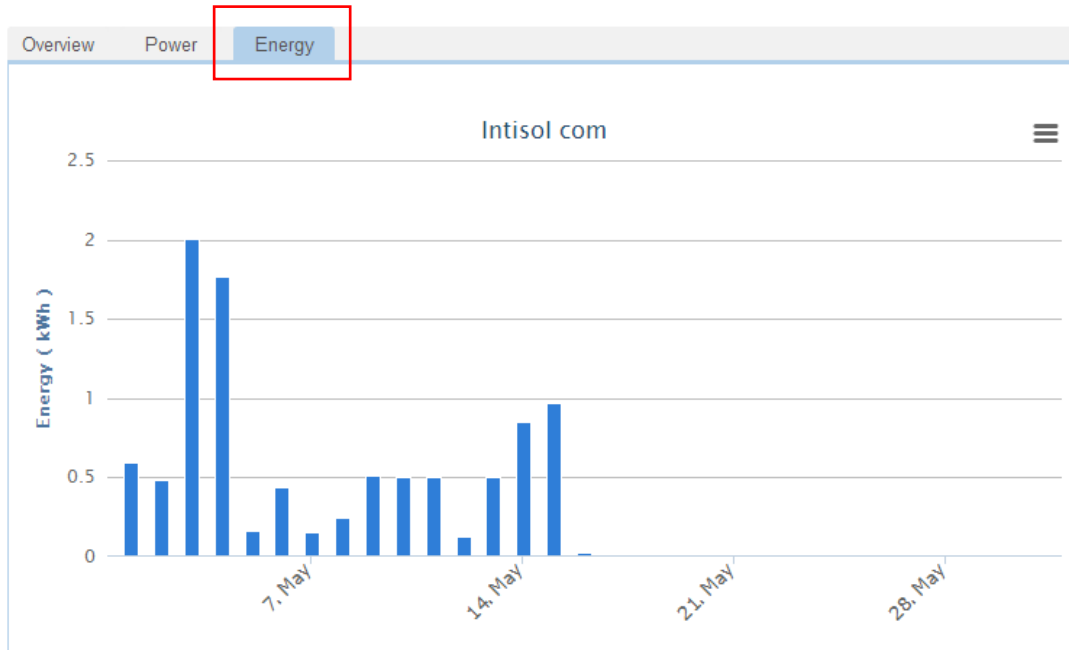 Overview Power Energy
Intisol com
Energy ( kWh )
2.5
2
1.5
1
0.5
0
7. May 14. May 21. May 28. May